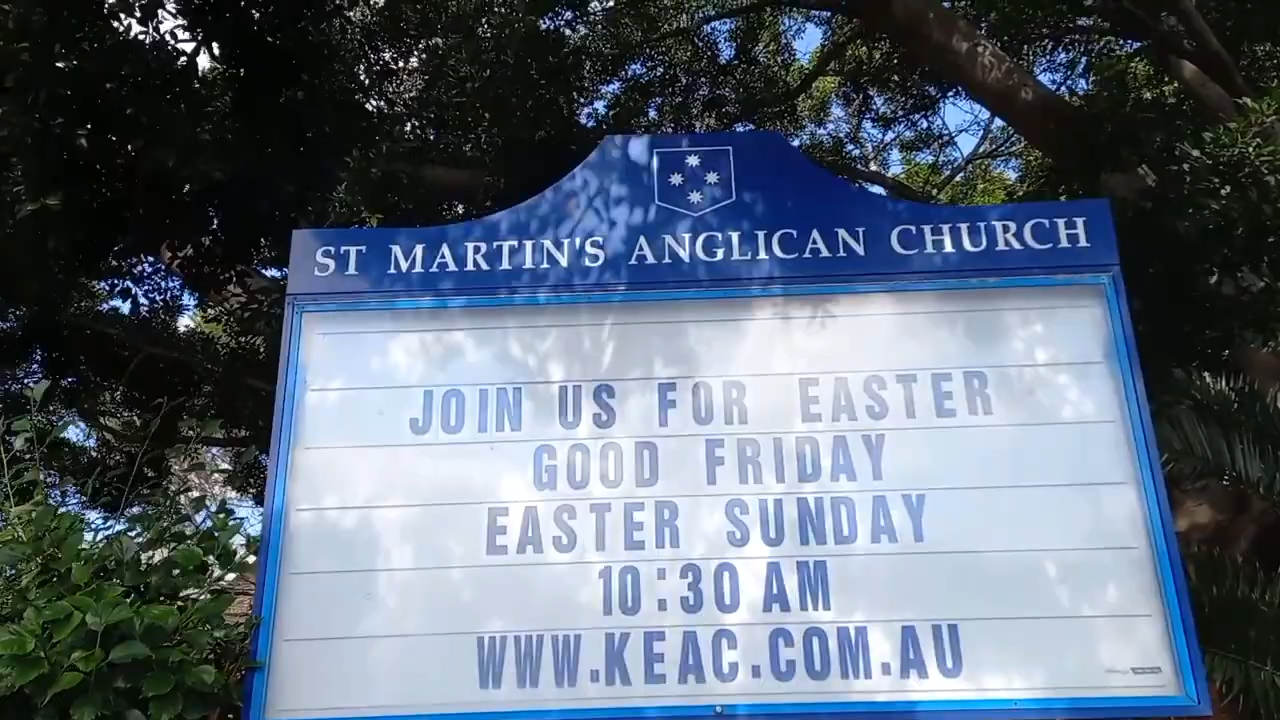 ST MARTIN'S ANGLICAN CHURCH
JOIN US FOR EASTER
GOOD FRIDAY
EASTER SUNDAY
10:30 AM
WWW.KEAC.COM.AU